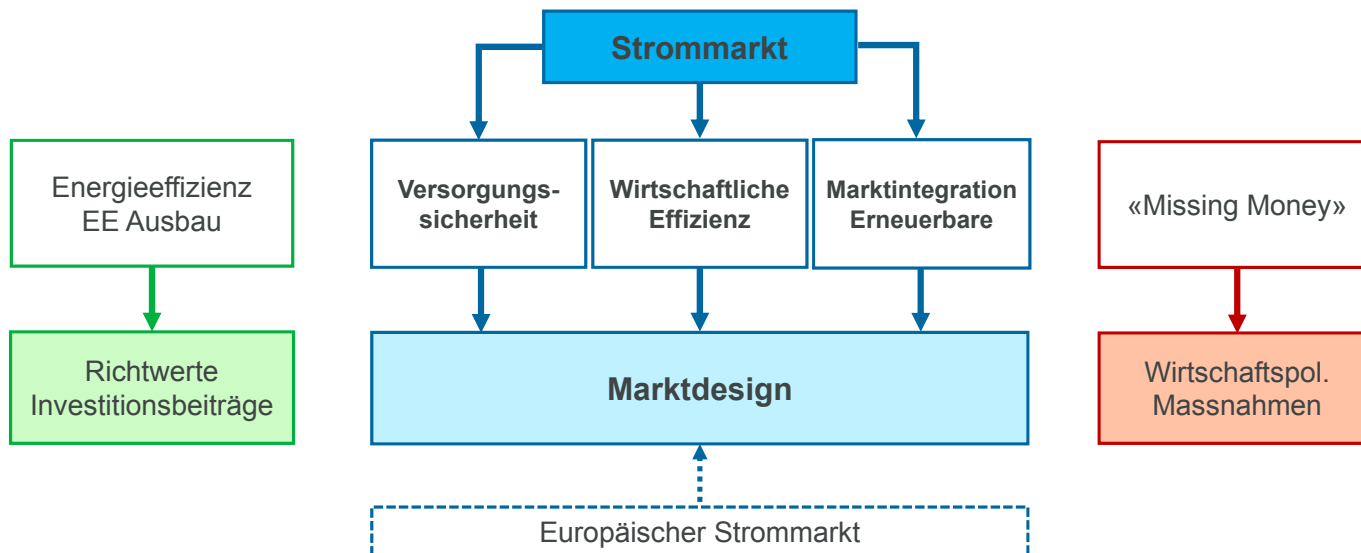 Strommarkt
Energieeffizienz
EE Ausbau
Versorgungs-
sicherheit
Wirtschaftliche
Effizienz
Marktintegration
Erneuerbare
«Missing Money»
Richtwerte
Investitionsbeiträge
Marktdesign
Wirtschaftspol.
Massnahmen
Europäischer Strommarkt